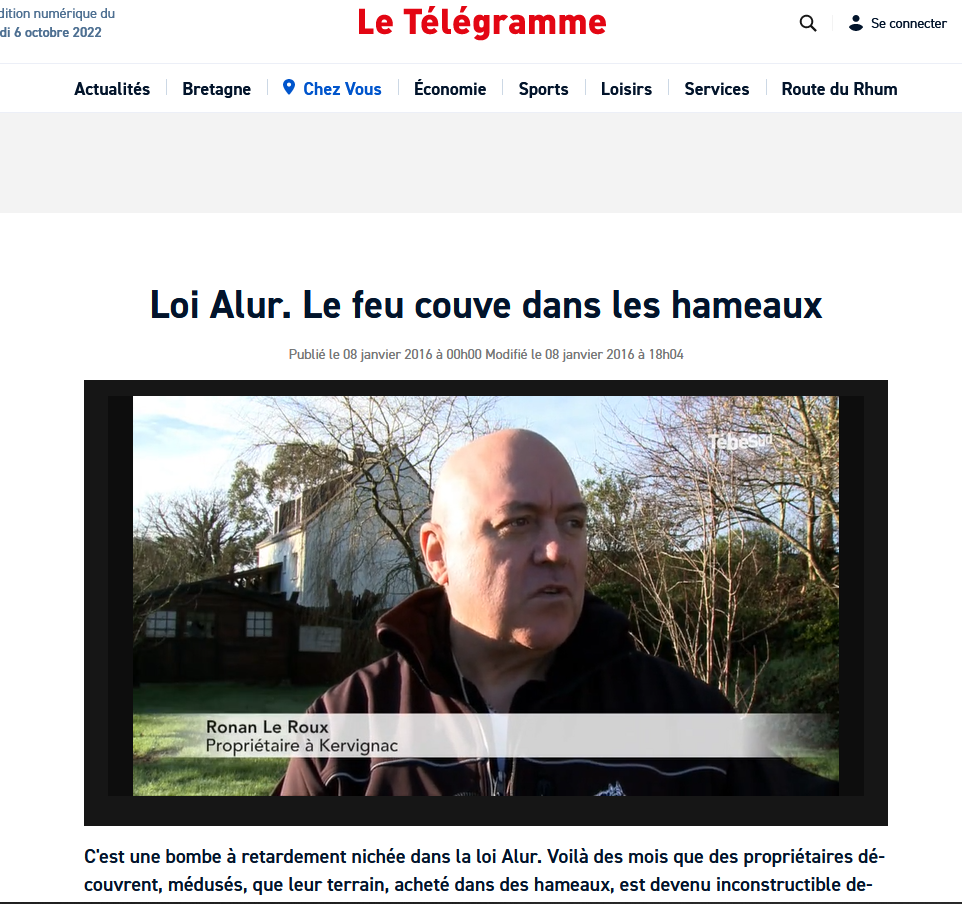 dition numérique du
di 6 octobre 2022
Le Télégramme
Se connecter
Actualités
Bretagne
Chez Vous
Économie
Sports
Loisirs
Services
Route du Rhum
Loi Alur. Le feu couve dans les hameaux
Publié le 08 janvier 2016 à 00h00 Modifié le 08 janvier 2016 à 18h04
TébéSud
Ronan Le Roux
Propriétaire à Kervignac
C'est une bombe à retardement nichée dans la loi Alur. Voilà des mois que des propriétaires dé-
couvrent, médusés, que leur terrain, acheté dans des hameaux, est devenu inconstructible de-